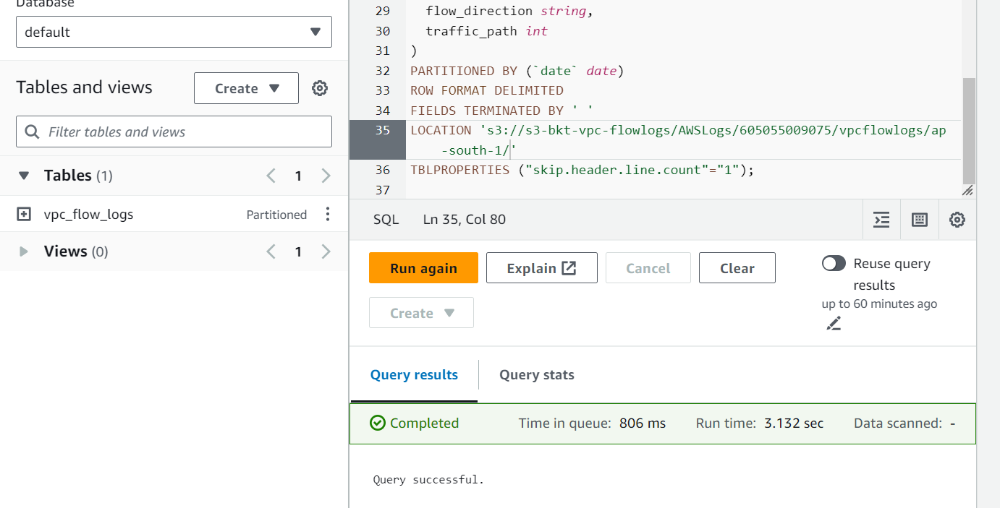 Database
default
Tables and views
Create
Filter tables and views
Tables (1)
1
vpc_flow_logs
Partitioned
Views (0)
1
29 flow_direction string,
30 traffic_path int
31 )
32 PARTITIONED BY (`date` date)
33 ROW FORMAT DELIMITED
34 FIELDS TERMINATED BY ' '
35 LOCATION 's3://s3-bkt-vpc-flowlogs/AWSLogs/605055009075/vpcflowlogs/ap
-south-1/'
36 TBLPROPERTIES ("skip.header.line.count"="1");
37
SQL Ln 35, Col 80
Run again
Explain
Cancel
Clear
Reuse query
results
up to 60 minutes ago
Create
Query results
Query stats
Completed
Time in queue: 806 ms
Run time: 3.132 sec
Data scanned: -
Query successful.